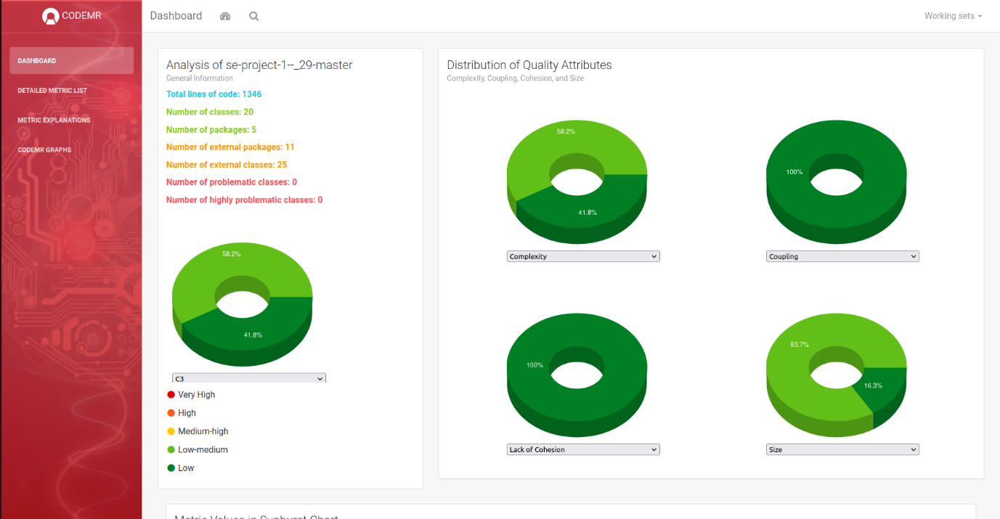 CODEMR
Dashboard
Working sets
DASHBOARD
DETAILED METRIC LIST
METRIC EXPLANATIONS
CODEMR GRAPHS
Analysis of se-project-1--_29-master
General Information
Total lines of code: 1346
Number of classes: 20
Number of packages: 5
Number of external packages: 11
Number of external classes: 25
Number of problematic classes: 0
Number of highly problematic classes: 0
58.2%
41.8%
C3
Very High
High
Medium-high
Low-medium
Low
Distribution of Quality Attributes
Complexity, Coupling, Cohesion, and Size
58.2%
41.8%
Complexity
100%
Coupling
100%
Lack of Cohesion
83.7%
16.3%
Size
Metric Values in Sunburst Chart